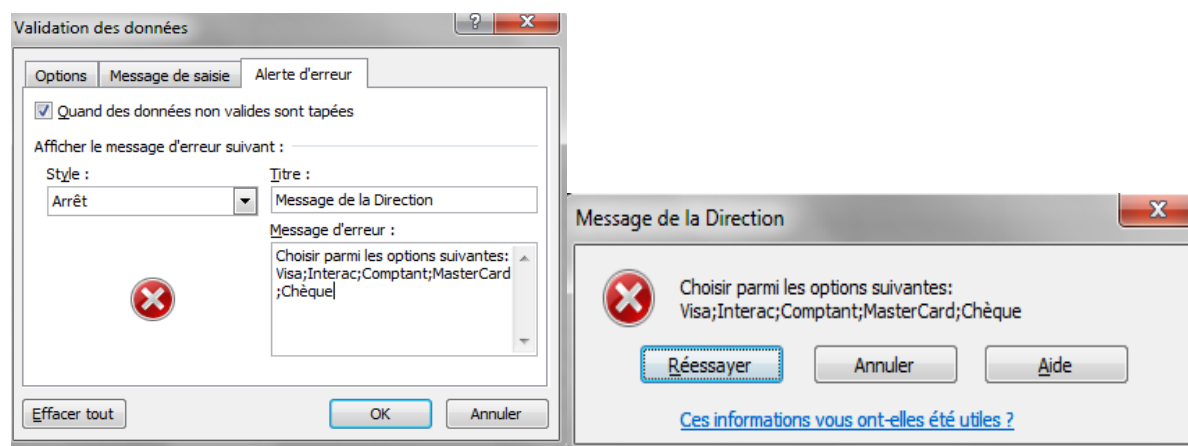 Validation des données
?
X
Options Message de saisie Alerte d'erreur
Quand des données non valides sont tapées
Afficher le message d'erreur suivant :
Style : Titre :
Arrêt Message de la Direction
Message d'erreur :
Choisir parmi les options suivantes:
Visa;Interac;Comptant;MasterCard
;Chèque
Effacer tout OK Annuler
Message de la Direction
X
Choisir parmi les options suivantes:
Visa;Interac;Comptant;MasterCard;Chèque
Réessayer Annuler Aide
Ces informations vous ont-elles été utiles ?